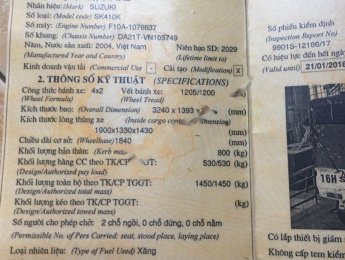 Nhãn hiệu: (Mark) SUZUKI
Số loại: (Model code) SK410K
Số máy: (Engine Number) F10A-1076837
Số khung: (Chassis Number) DA21T-VN105749
Năm, Nước sản xuất: 2004, Việt Nam Niên hạn SD: 2029
(Manufactured Year and Country) (Lifetime limit to)
Kinh doanh vận tải (Commercial Use - Cải tạo (Modification) X
2. THÔNG SỐ KỸ THUẬT (SPECIFICATIONS)
Công thức bánh xe: 4x2 Vết bánh xe: 1205/1200
(Wheel Formula) (Wheel Tread)
Kích thước bao: (Overall Dimension) 3240 x 1393 (mm)
Kích thước lòng thùng xe (Inside cargo (mm)
1900x1330x1430 (mm)
Chiều dài cơ sở: (Wheelbase) 1840 (mm)
Khối lượng bản thân: (Kerb 800 (kg)
Khối lượng hàng CC theo TK/CP 530/530 (kg)
(Design/Authorized pay load)
Khối lượng toàn bộ theo TK/CP TGGT: 1450/1450 (kg)
(Design/Authorized total mass)
Khối lượng kéo theo TK/CP TGGT: (kg)
(Design/Authorized towed mass)
Số người cho phép chở: 2 chỗ ngồi, 0 chỗ đứng, 0 chỗ nằm
(Permissible No. of Pers Carried: seat, stood place, laying place)
Loại nhiên liệu: (Type of Fuel Used) Xăng
Số phiếu kiểm định
(Inspection Report No)
9901S-12166/17
Có hiệu lực đến hết ngày
(Valid until) 21/01/2018
16H
Có lắp thiết bị giám
Không cấp tem kiểm